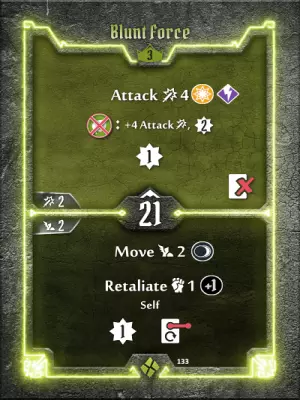 Blunt Force
3
Attack 4
: +4 Attack , 2
1
2
21
2
Move 2
Retaliate 1 +1
Self
1
133